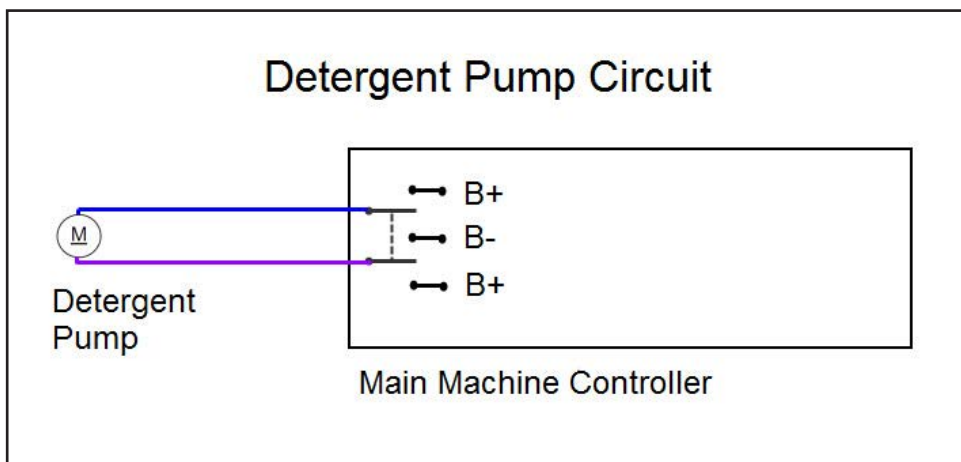 Detergent Pump Circuit
B+
B-
B+
M
Detergent
Pump
Main Machine Controller